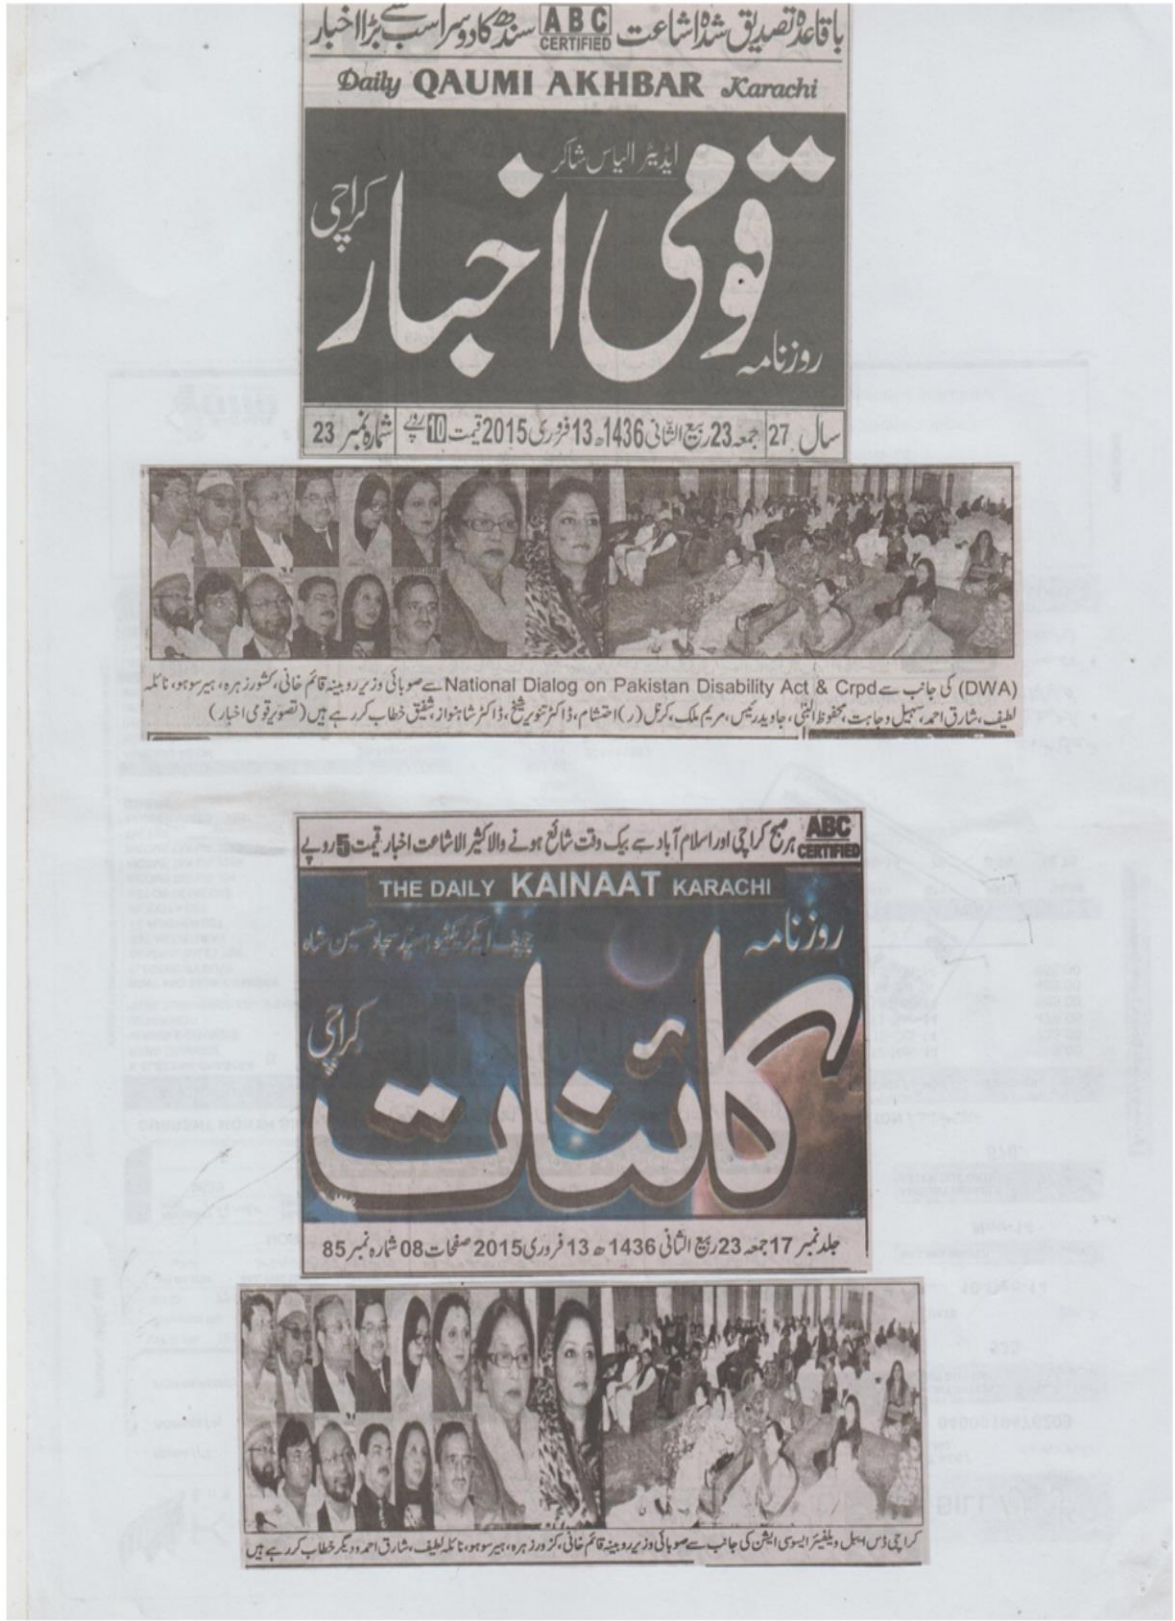 باقاعدہ تصدیق شدہ اشاعت ABC CERTIFIED سندھ کا دوسرا سب سے بڑا اخبار
Daily QAUMI AKHBAR Karachi
ایڈیٹر الیاس شاکر
روزنامہ قومی اخبار کراچی
سال 27 جمعہ 23 ربیع الثانی 1436ھ 13 فروری 2015 قیمت 10 روپے شمارہ نمبر 23
(DWA) کی جانب سے National Dialog on Pakistan Disability Act & Crpd سے صوبائی وزیر روبینہ قائم خانی، کشور زہرہ، ہیر سوہو، نائلہ
لطیف، شارق احمد، سہیل وجاہت، محفوظ النبی، جاوید رئیس، مریم ملک، کرنل (ر) احتشام، ڈاکٹر تنویر شیخ، ڈاکٹر شاہنواز، شفیق خطاب کر رہے ہیں (تصویر قومی اخبار)
ABC CERTIFIED ہر صبح کراچی اور اسلام آباد سے بیک وقت شائع ہونے والا کثیر الاشاعت اخبار قیمت 5 روپے
THE DAILY KAINAAT KARACHI
چیف ایگزیکٹیو: سید سجاد حسین شاہ
روزنامہ کائنات کراچی
جلد نمبر 17 جمعہ 23 ربیع الثانی 1436ھ 13 فروری 2015 صفحات 08 شمارہ نمبر 85
کراچی ڈس ایبل ویلفیئر ایسوسی ایشن کی جانب سے صوبائی وزیر روبینہ قائم خانی، کزور زہرہ، ہیر سوہو، نائلہ لطیف، شارق احمد و دیگر خطاب کر رہے ہیں